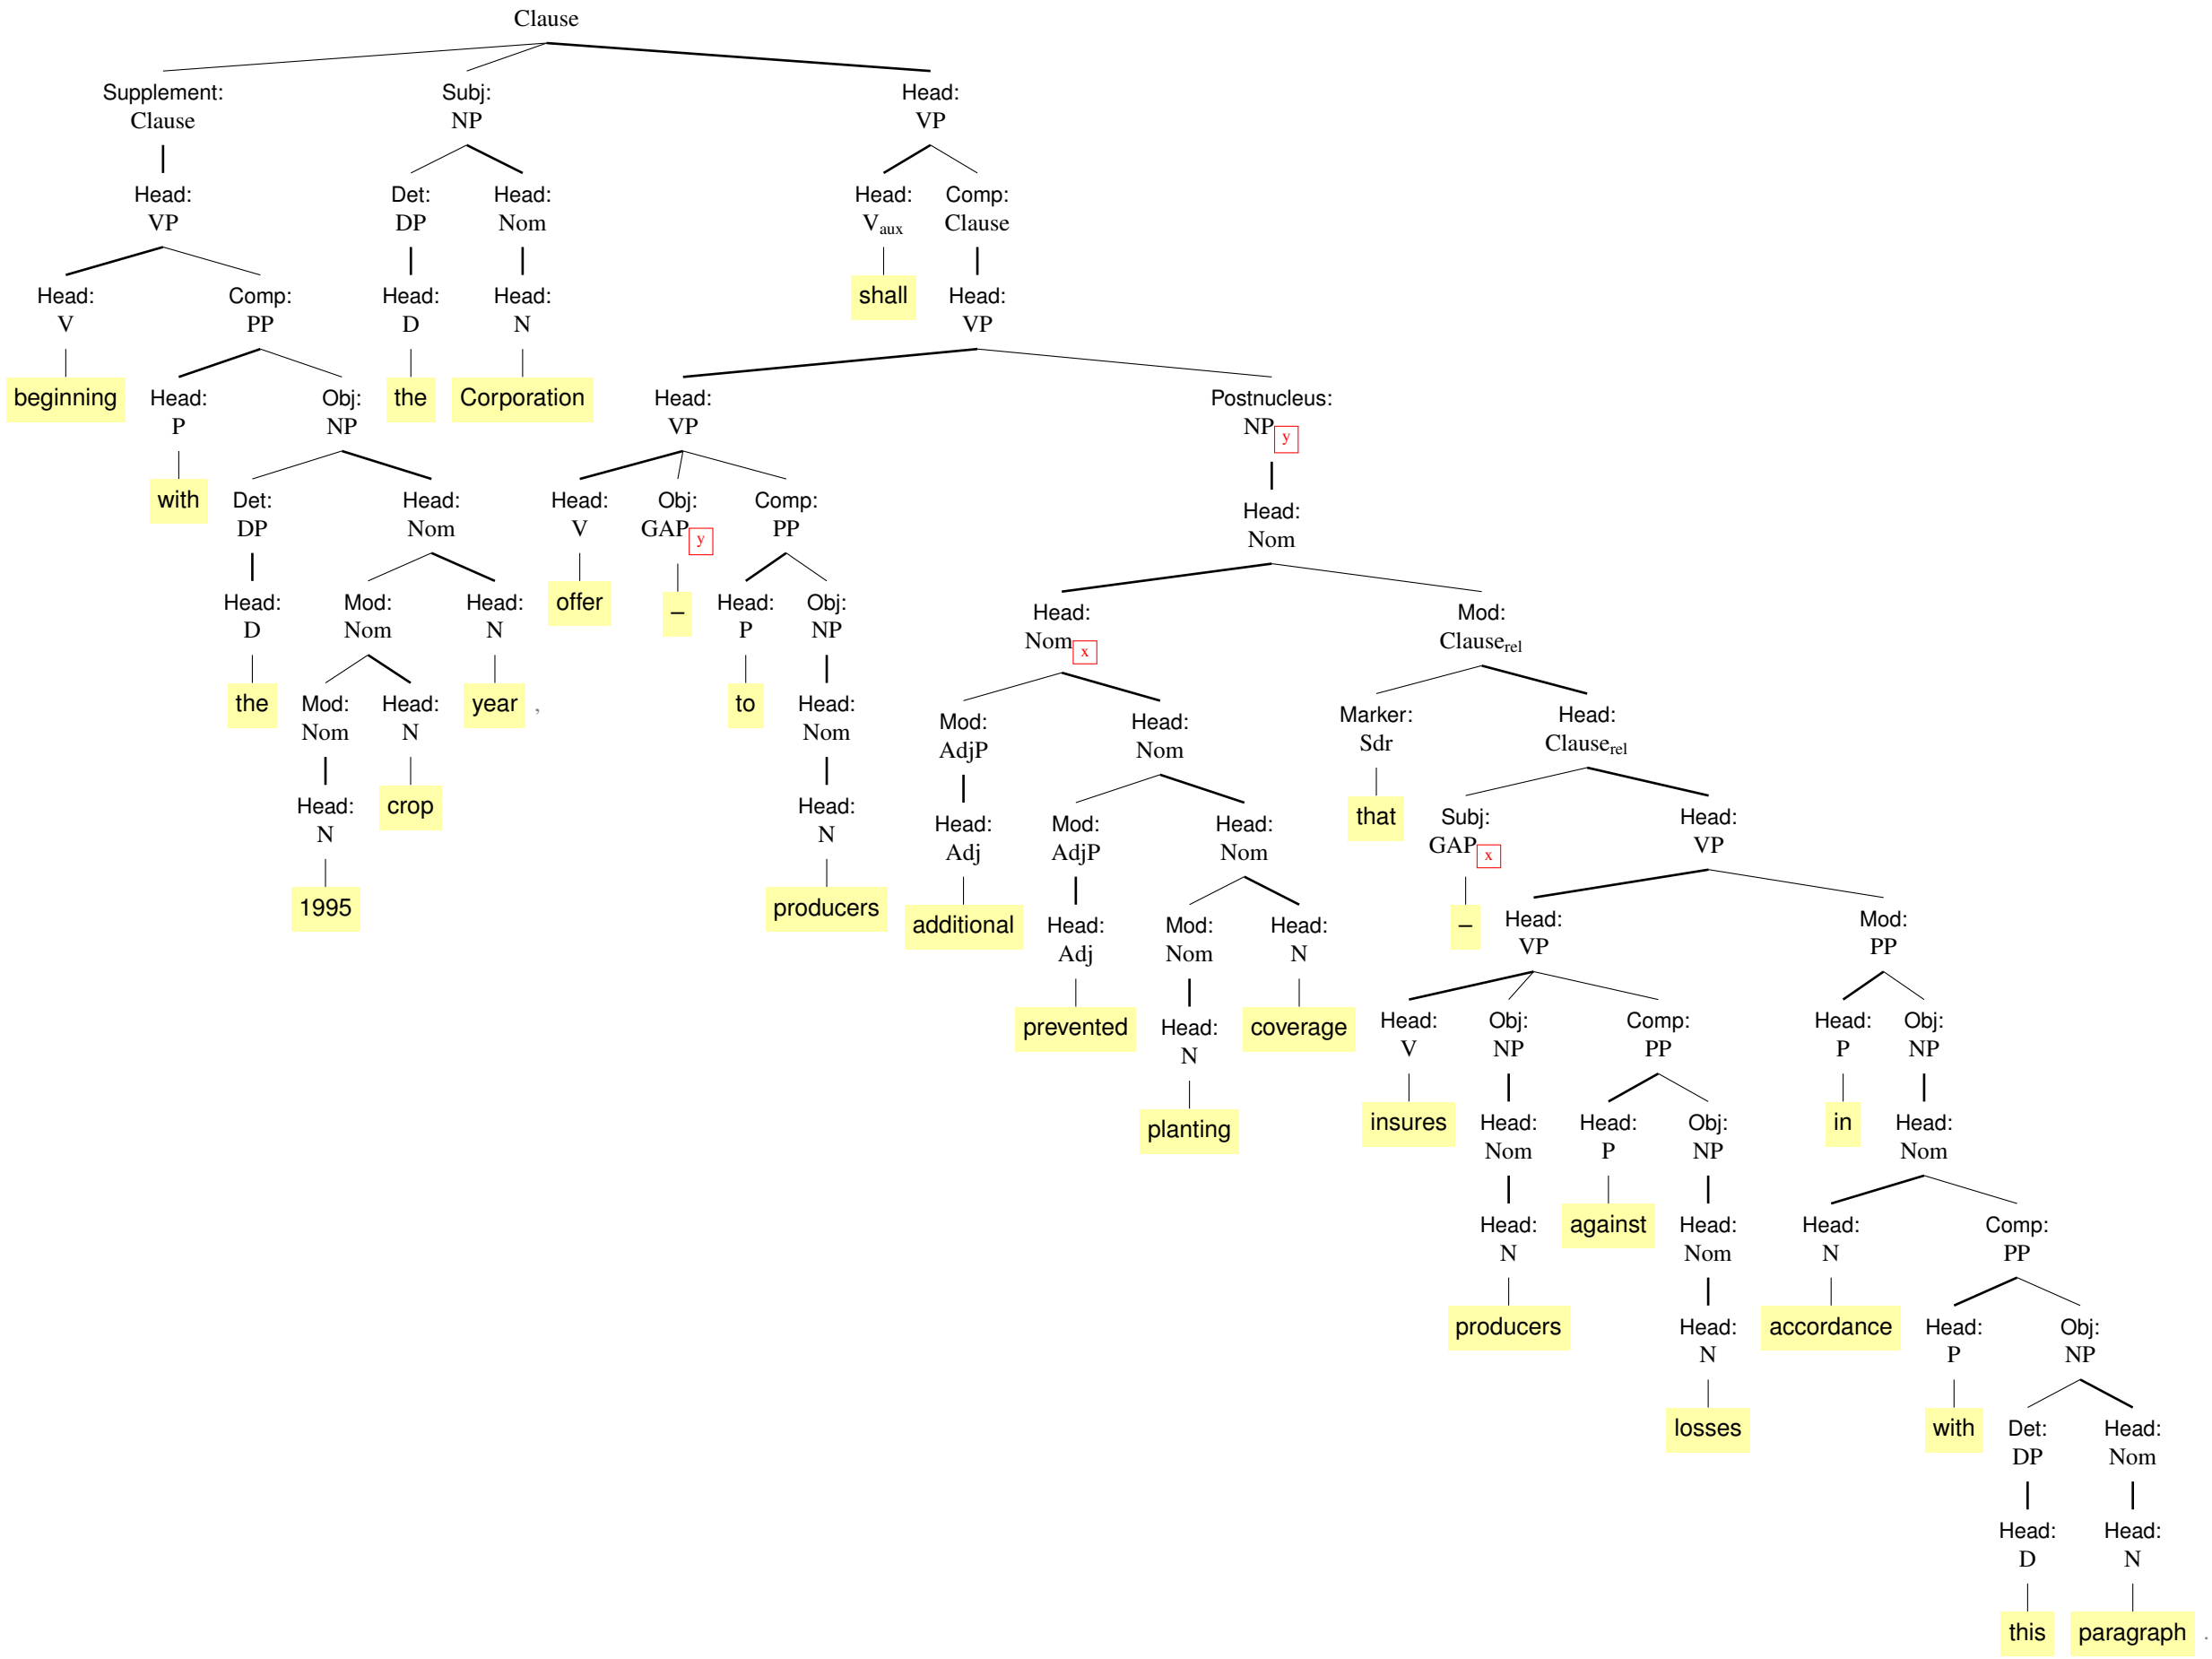 Clause
Supplement: Subj: Head:
Clause NP VP
Head: Det: Head: Head: Comp:
VP DP Nom Vaux Clause
Head: Comp: Head: Head: shall Head:
V PP D N VP
beginning Head: Obj: the Corporation Head: Postnucleus:
P NP VP NP y
with Det: Head: Head: Obj: Comp: Head:
DP Nom V GAP y PP Nom
Head: Mod: Head: offer – Head: Obj: Head: Mod:
D Nom N P NP Nom x Clauserel
the Mod: Head: year , to Head: Mod: Head: Marker: Head:
Nom N Nom AdjP Nom Sdr Clauserel
Head: crop Head: Head: Mod: Head: that Subj: Head:
N N Adj AdjP Nom GAP x VP
1995 producers additional Head: Mod: Head: – Head: Mod:
Adj Nom N VP PP
prevented Head: coverage Head: Obj: Comp: Head: Obj:
N V NP PP P NP
planting insures Head: Head: Obj: in Head:
Nom P NP Nom
Head: against Head: Head: Comp:
N Nom N PP
producers Head: accordance Head: Obj:
N P NP
losses with Det: Head:
DP Nom
Head: Head:
D N
this paragraph .